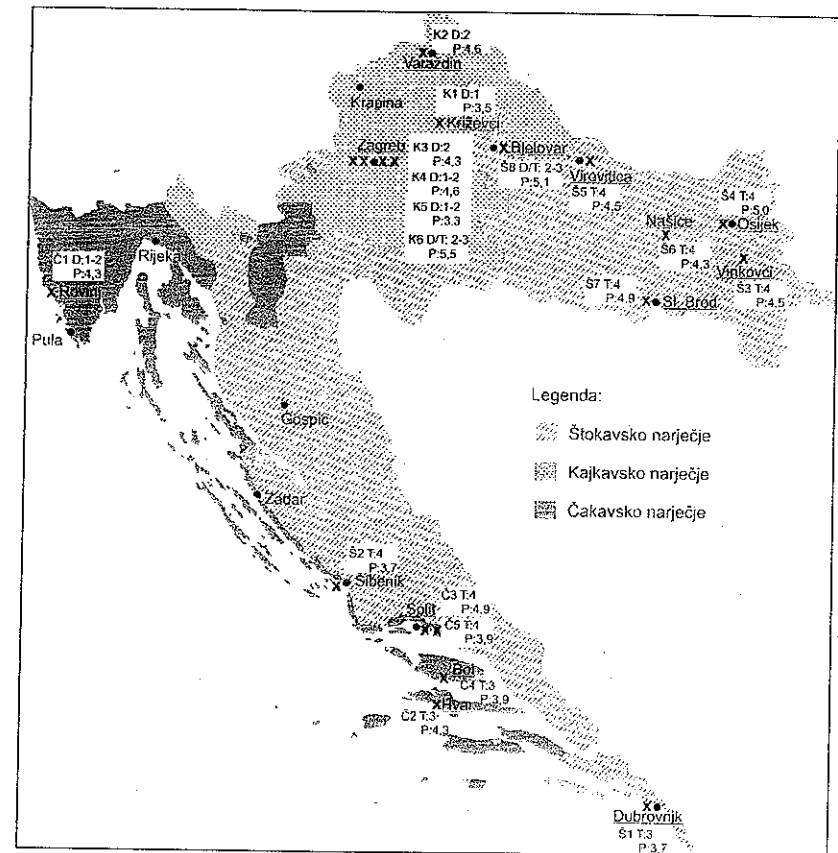 K2 D:2
P:4,6
Varaždin
Krapina
K1 D:1
P:3,5
Križevci
Zagreb
K3 D:2
P:4,3
K4 D:1-2
P:4,6
K5 D:1-2
P:3,3
K6 D/T: 2-3
P:5,5
Bjelovar
Š8 D/T: 2-3
P:5,1
Virovitica
Š5 T:4
P:4,5
Našice
Š6 T:4
P:4,3
Š4 T:4
P:5,0
Osijek
Vinkovci
Š3 T:4
P:4,5
Š7 T:4
P:4,9
Sl. Brod
Č1 D:1-2
P:4,3
Rovinj
Rijeka
Pula
Gospić
Zadar
Legenda:
Štokavsko narječje
Kajkavsko narječje
Čakavsko narječje
Š2 T:4
P:3,7
Šibenik
Split
Č3 T:4
P:4,9
Č5 T:4
P:3,9
Bol
Č4 T:3
P:3,9
Hvar
Č2 T:3
P:4,3
Dubrovnik
Š1 T:3
P:3,7